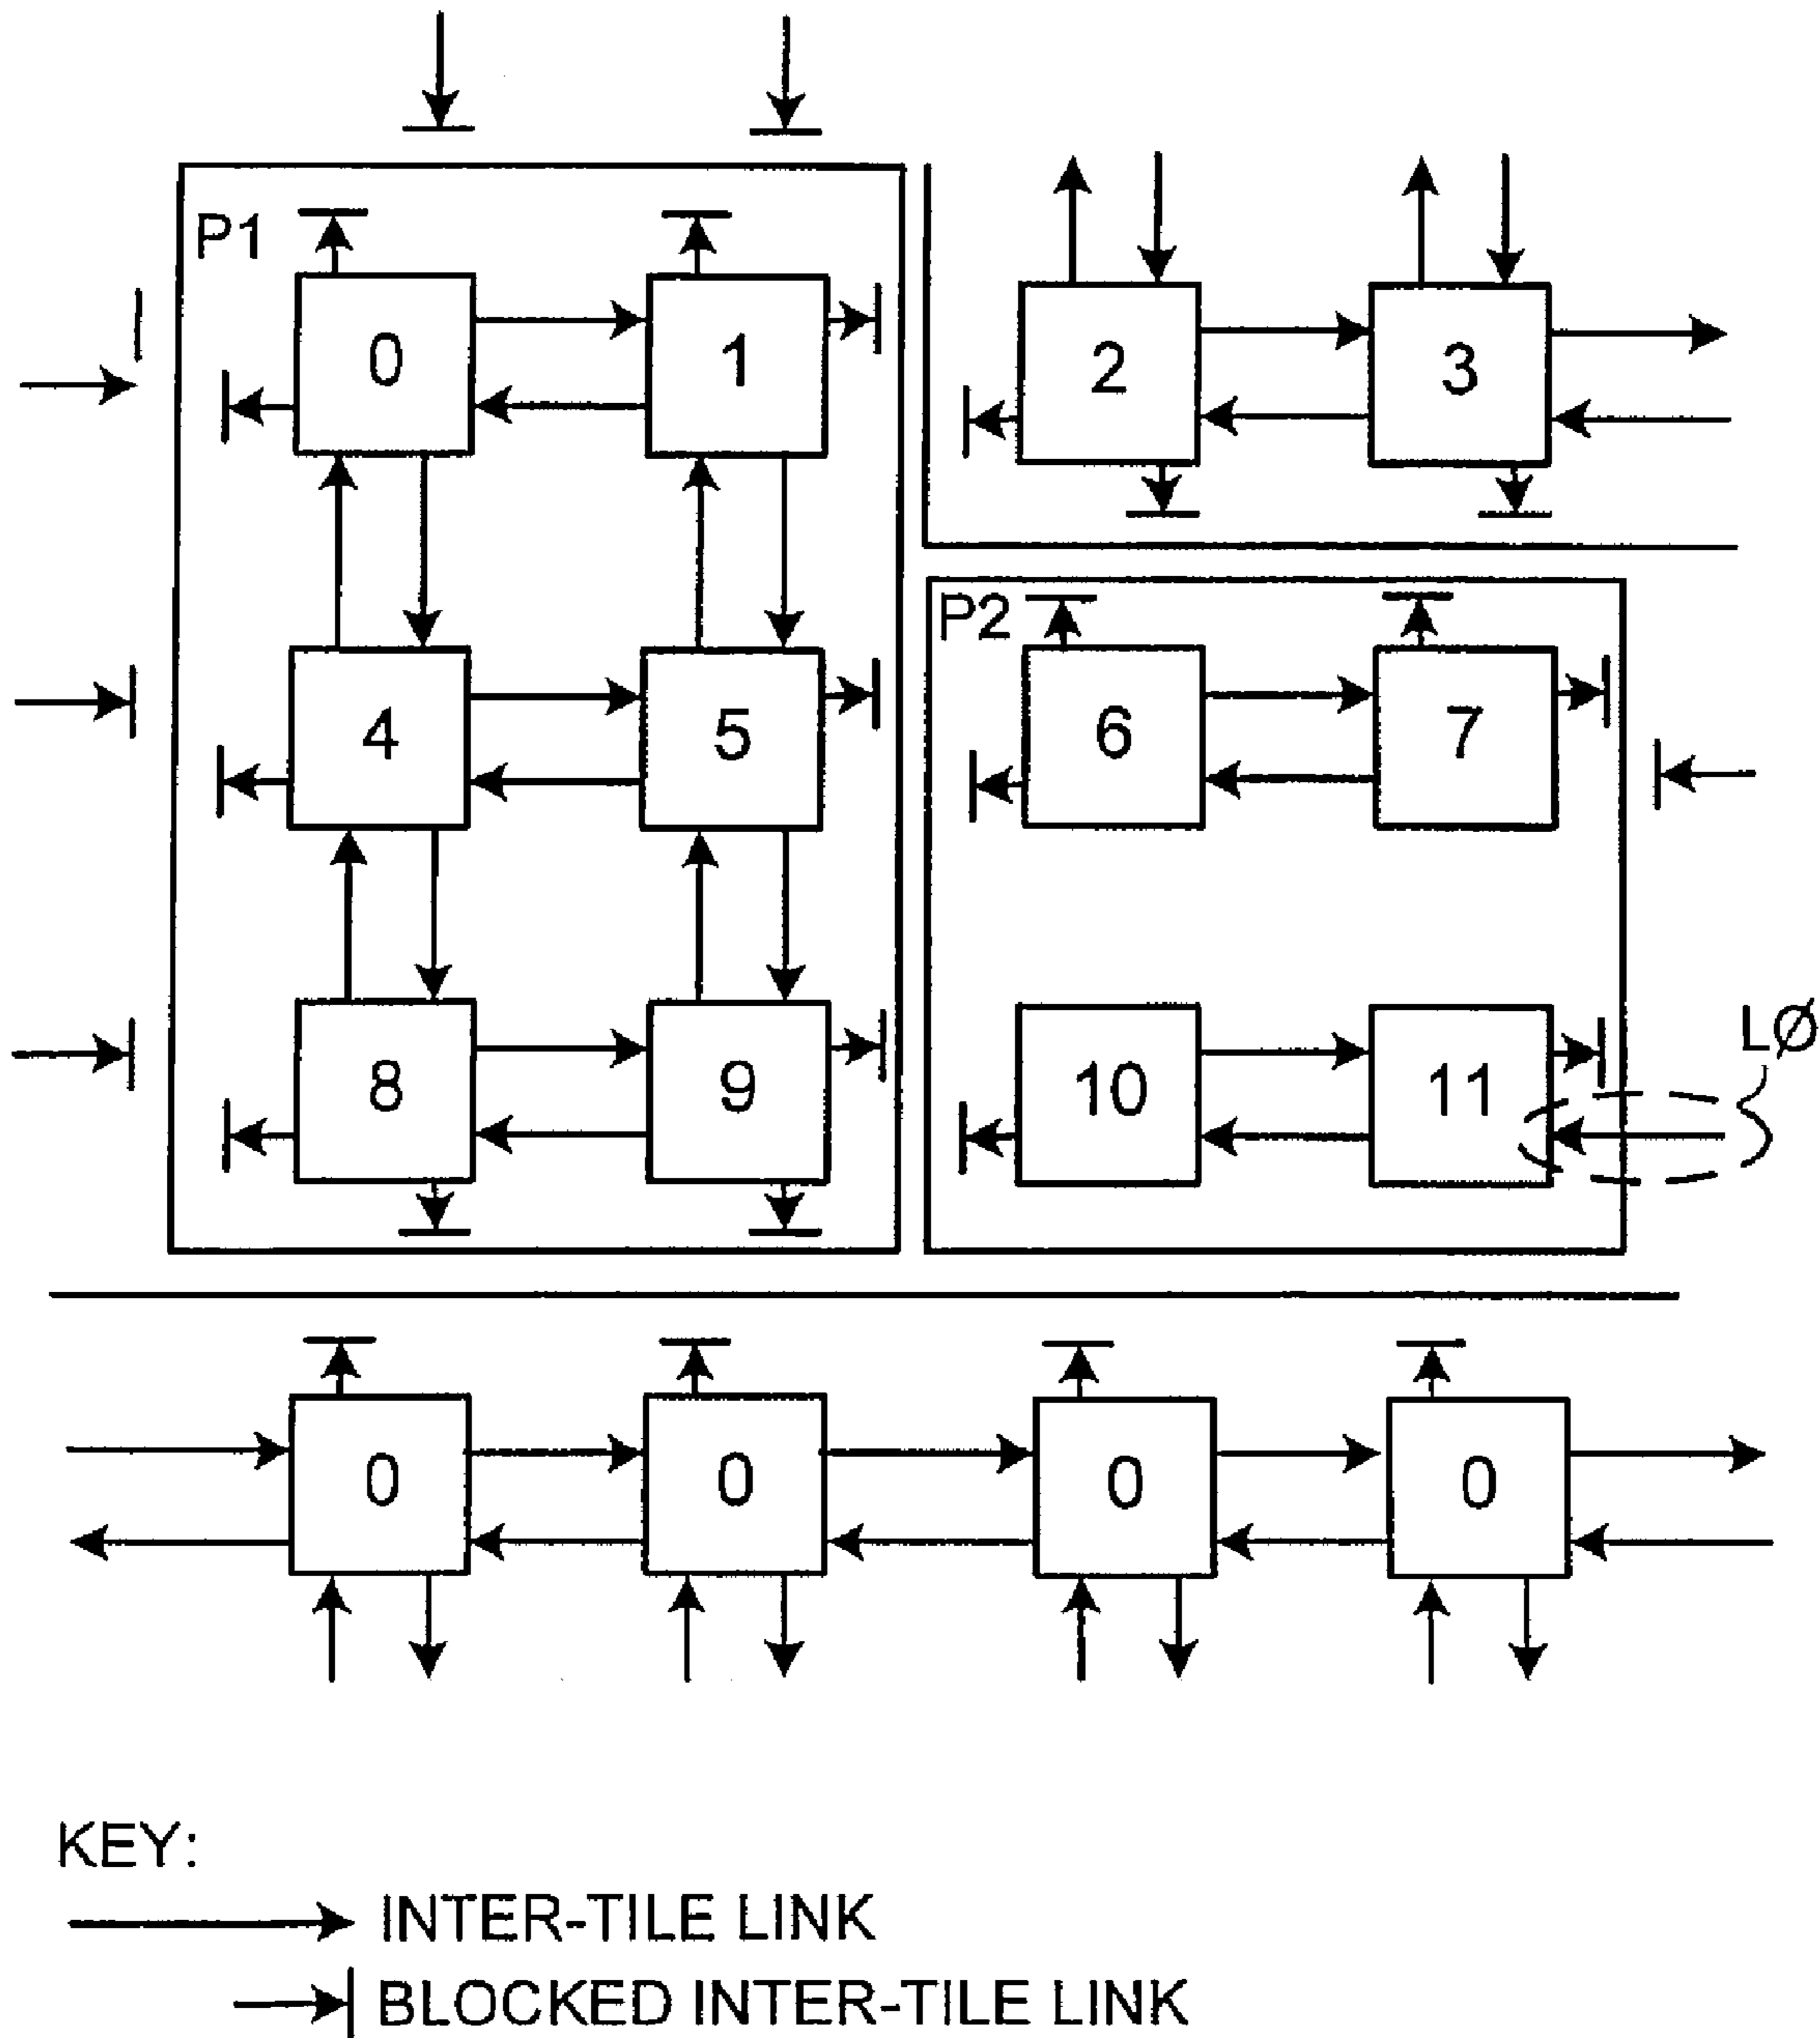 P1
0
1
2
3
P2
4
5
6
7
LØ
8
9
10
11
0
0
0
0
KEY:
INTER-TILE LINK
BLOCKED INTER-TILE LINK